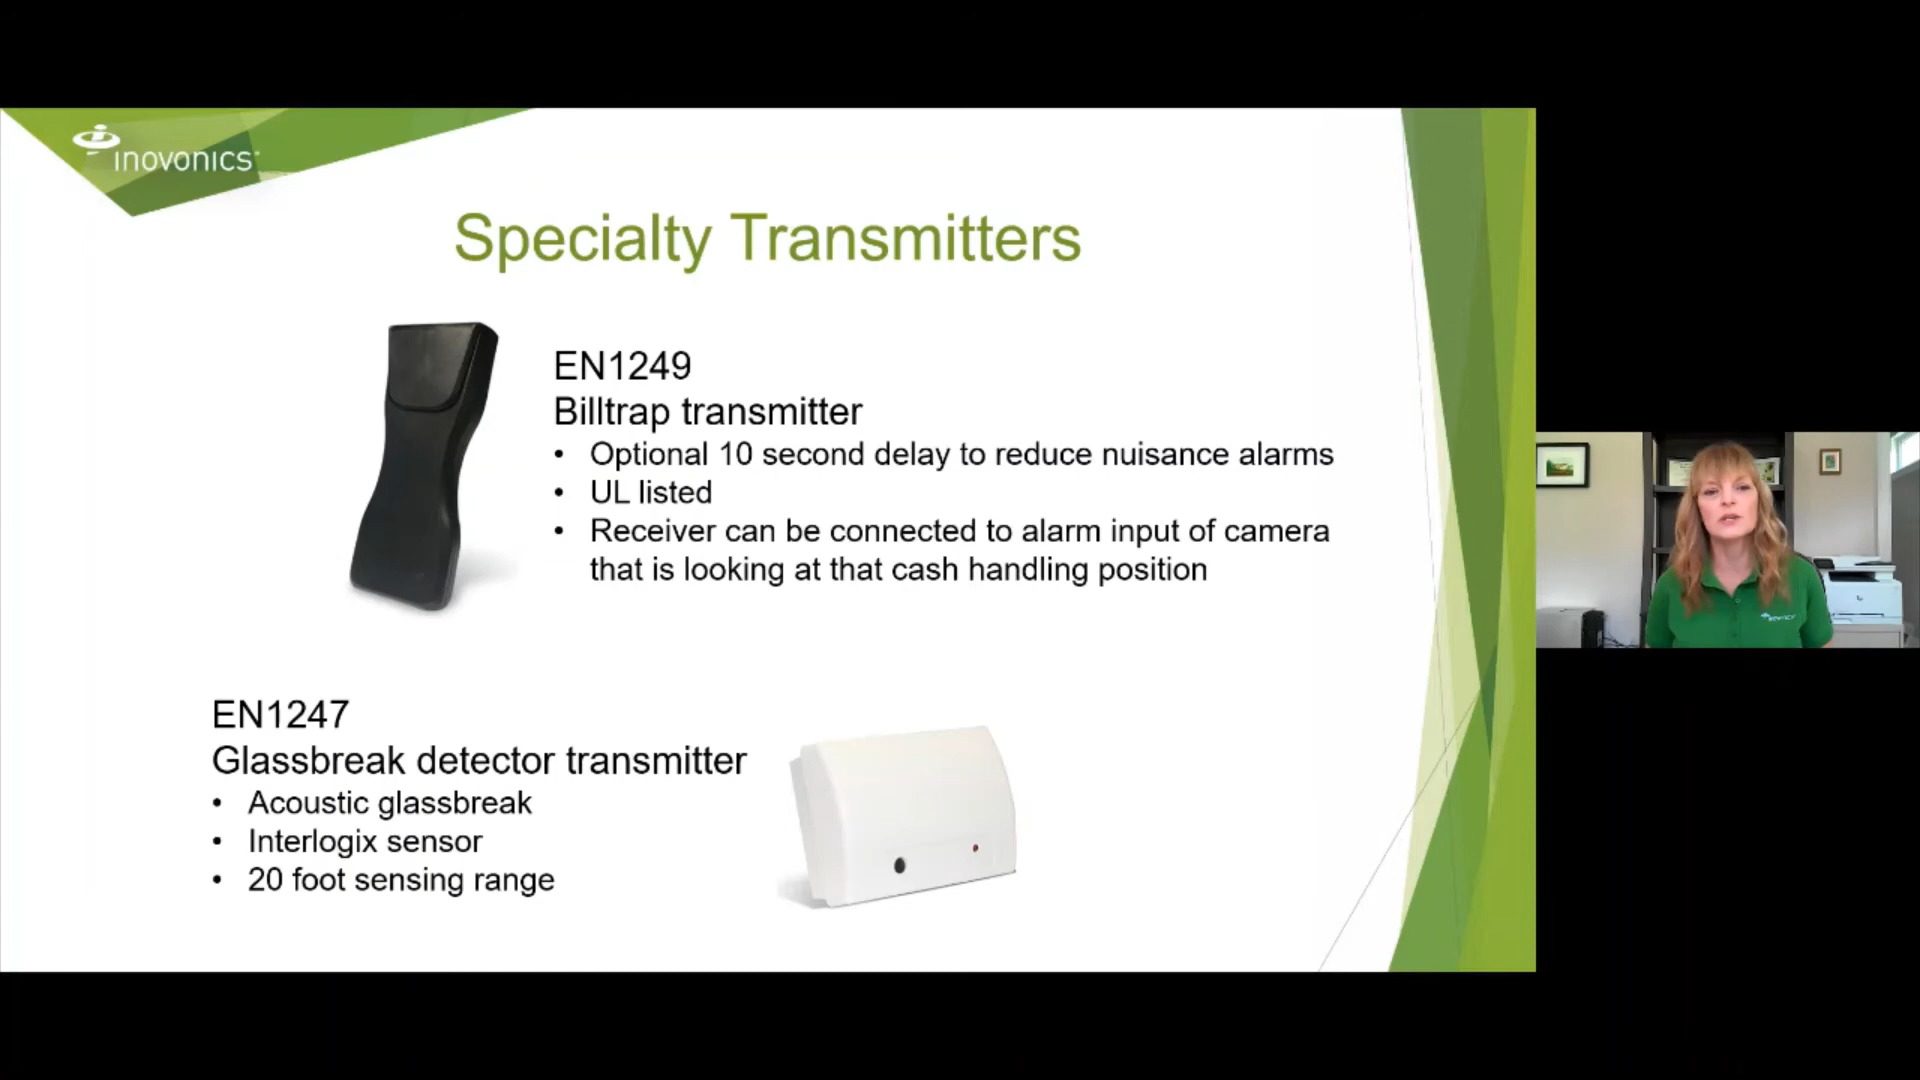 inovonics
Specialty Transmitters
EN1249
Billtrap transmitter
• Optional 10 second delay to reduce nuisance alarms
• UL listed
• Receiver can be connected to alarm input of camera
that is looking at that cash handling position
EN1247
Glassbreak detector transmitter
• Acoustic glassbreak
• Interlogix sensor
• 20 foot sensing range